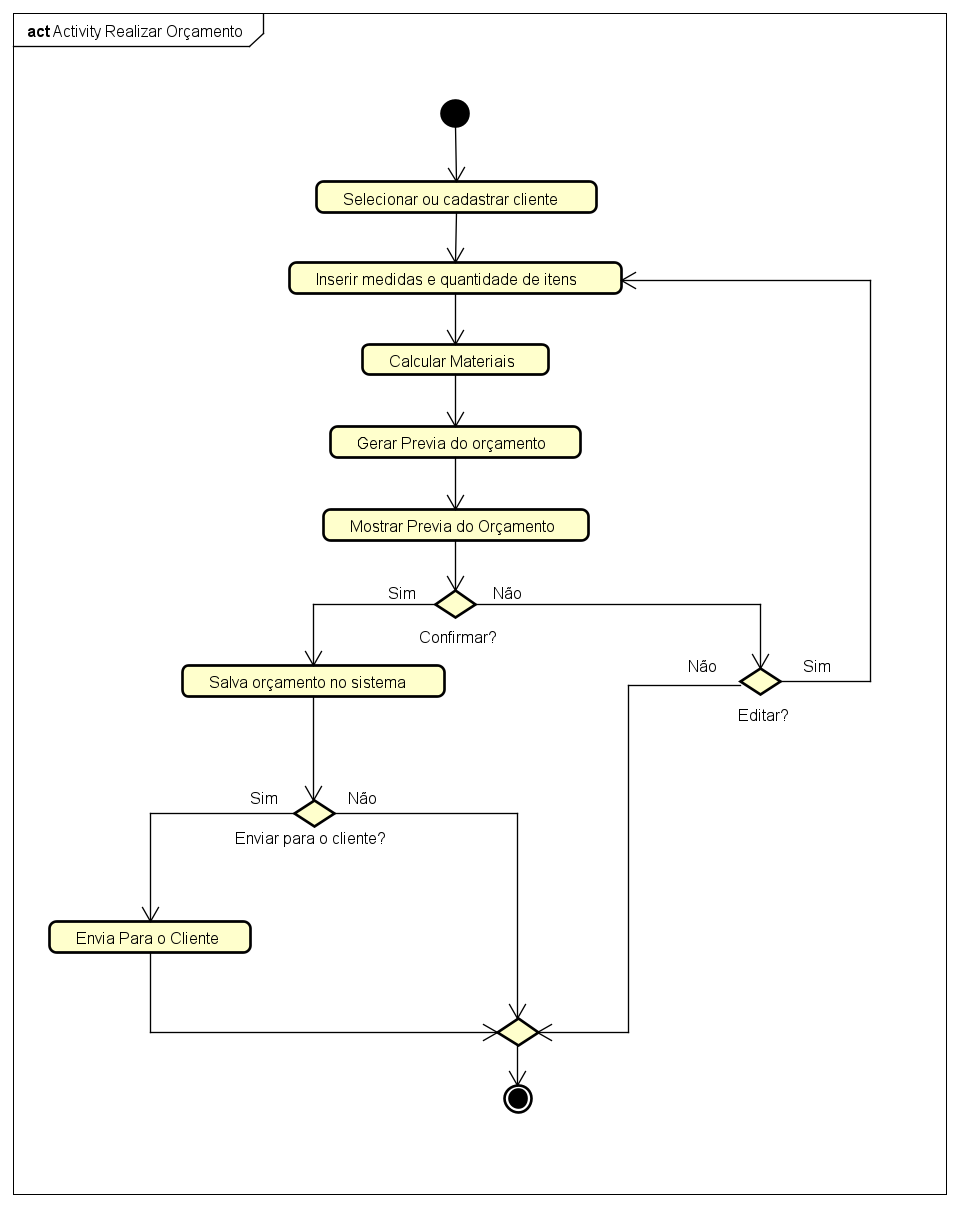 act Activity Realizar Orçamento
Selecionar ou cadastrar cliente
Inserir medidas e quantidade de itens
Calcular Materiais
Gerar Previa do orçamento
Mostrar Previa do Orçamento
Sim
Não
Confirmar?
Salva orçamento no sistema
Não
Sim
Editar?
Sim
Não
Enviar para o cliente?
Envia Para o Cliente